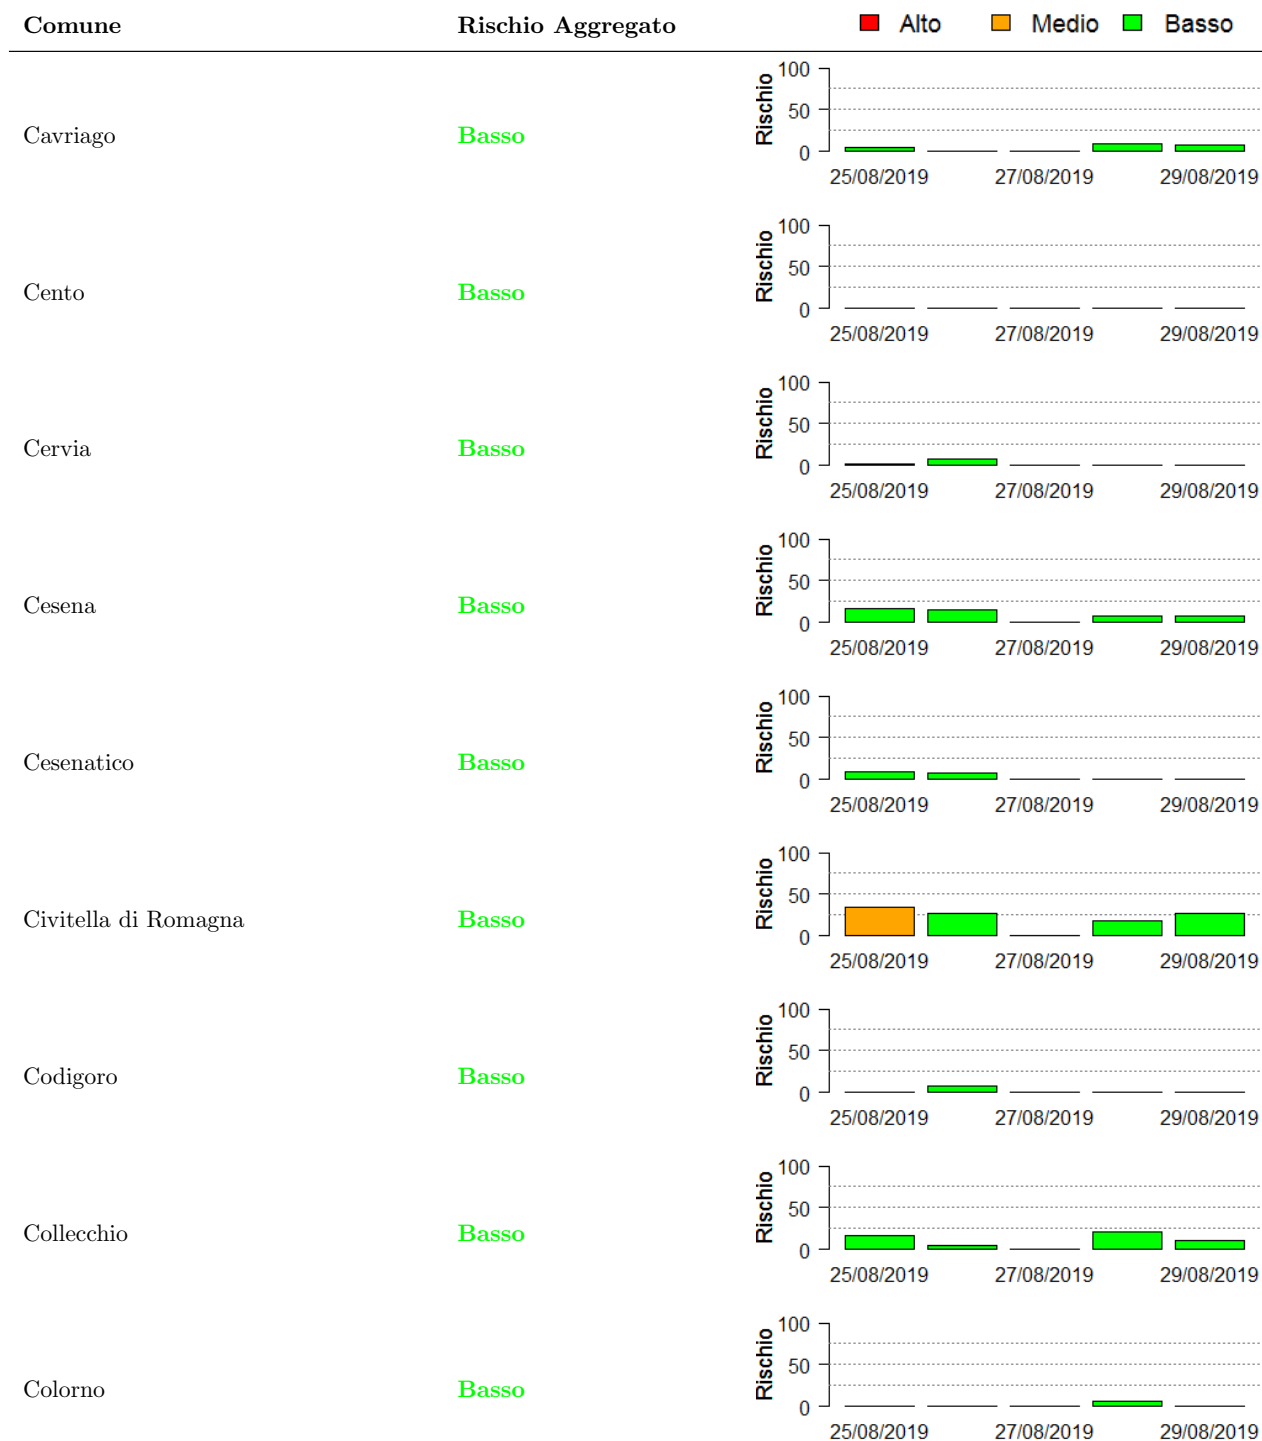 Comune Rischio Aggregato Alto Medio Basso
100
50
0
Rischio
Cavriago Basso
25/08/2019 27/08/2019 29/08/2019
100
50
0
Rischio
Cento Basso
25/08/2019 27/08/2019 29/08/2019
100
50
0
Rischio
Cervia Basso
25/08/2019 27/08/2019 29/08/2019
100
50
0
Rischio
Cesena Basso
25/08/2019 27/08/2019 29/08/2019
100
50
0
Rischio
Cesenatico Basso
25/08/2019 27/08/2019 29/08/2019
100
50
0
Rischio
Civitella di Romagna Basso
25/08/2019 27/08/2019 29/08/2019
100
50
0
Rischio
Codigoro Basso
25/08/2019 27/08/2019 29/08/2019
100
50
0
Rischio
Collecchio Basso
25/08/2019 27/08/2019 29/08/2019
100
50
0
Rischio
Colorno Basso
25/08/2019 27/08/2019 29/08/2019